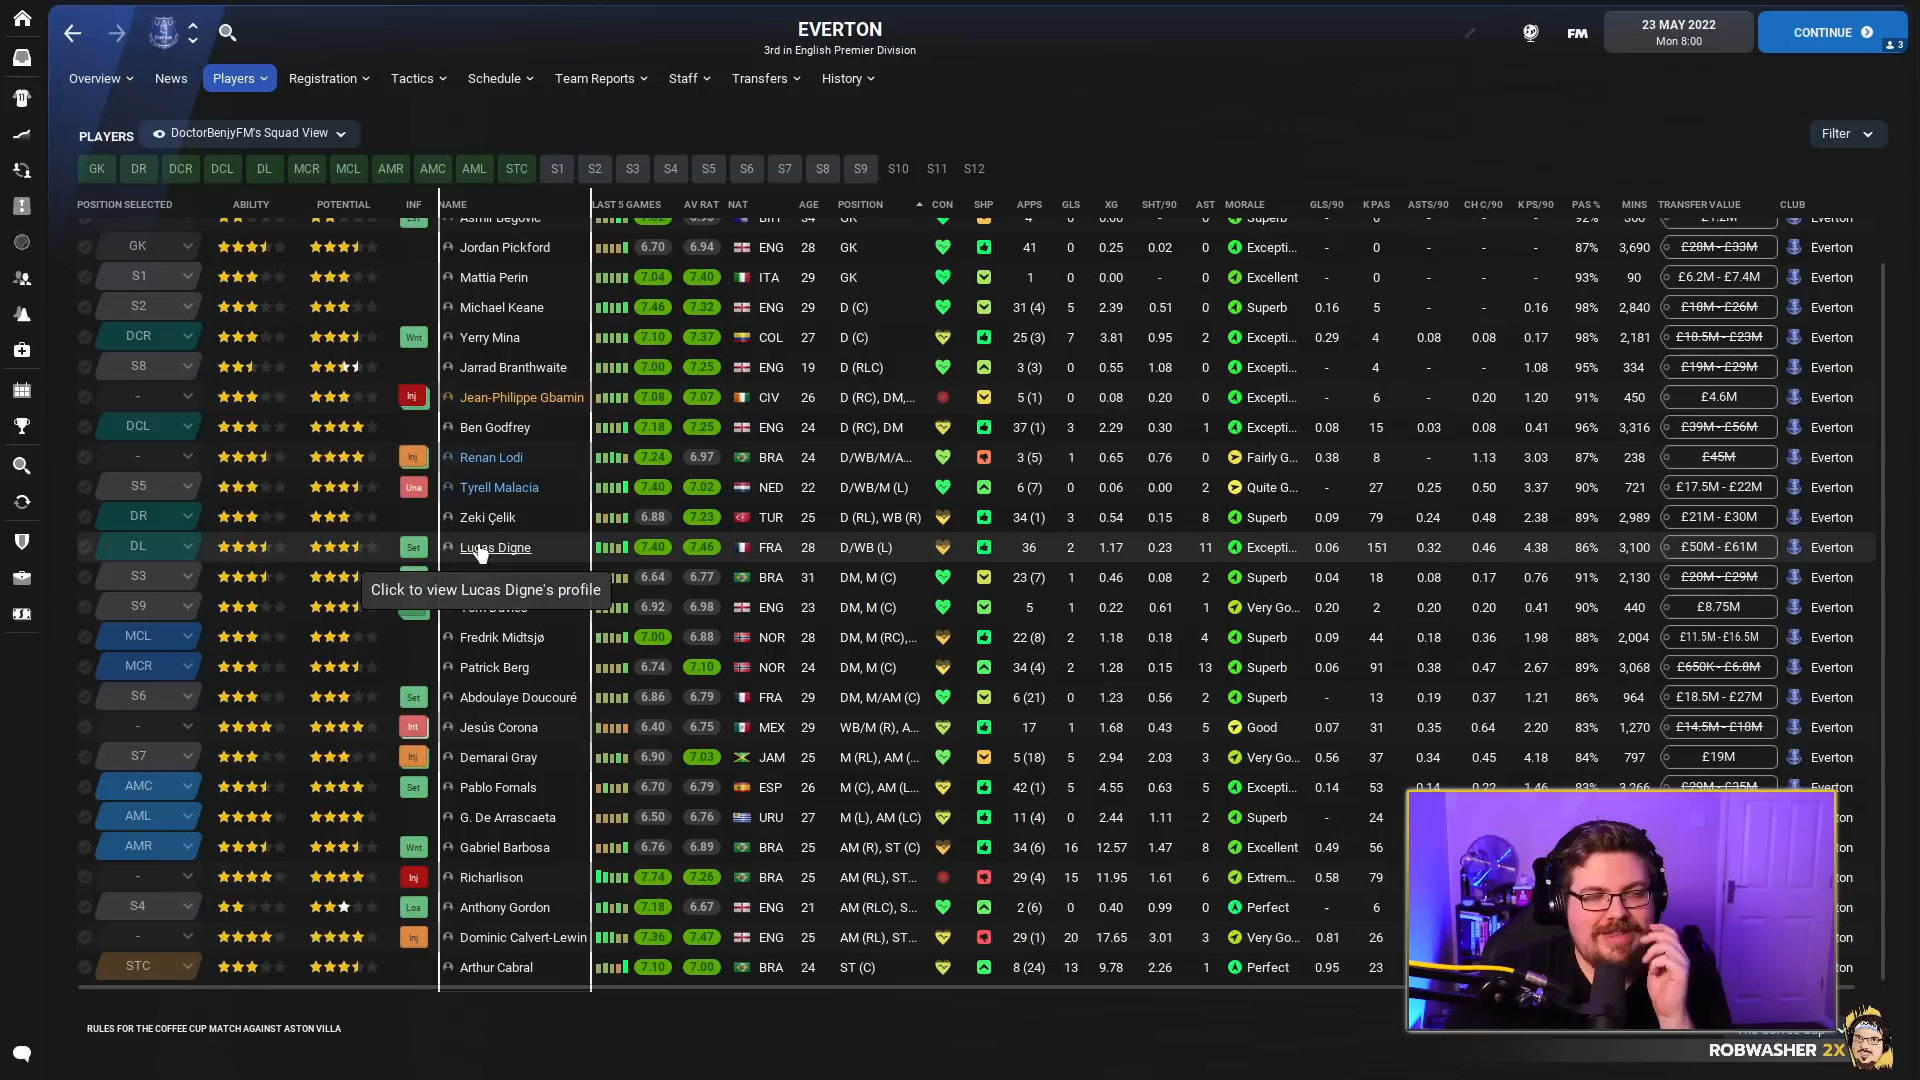 EVERTON
3rd in English Premier Division
FM
23 MAY 2022
Mon 8:00
CONTINUE
3
Overview News Players Registration Tactics Schedule Team Reports Staff Transfers History
PLAYERS DoctorBenjyFM's Squad View Filter
GK DR DCR DCL DL MCR MCL AMR AMC AML STC S1 S2 S3 S4 S5 S6 S7 S8 S9 S10 S11 S12
POSITION SELECTED ABILITY POTENTIAL INF NAME LAST 5 GAMES AV RAT NAT AGE POSITION CON SHP APPS GLS XG SHT/90 AST MORALE GLS/90 K PAS ASTS/90 CH C/90 K PS/90 PAS % MINS TRANSFER VALUE CLUB
Asmir Begovic
GK Jordan Pickford 6.70 6.94 ENG 28 GK 41 0 0.25 0.02 0 Excepti... - 0 - - - 87% 3,690 £28M - £33M Everton
S1 Mattia Perin 7.04 7.40 ITA 29 GK 1 0 0.00 - 0 Excellent - 0 - - - 93% 90 £6.2M - £7.4M Everton
S2 Michael Keane 7.46 7.32 ENG 29 D (C) 31 (4) 5 2.39 0.51 0 Superb 0.16 5 - - 0.16 98% 2,840 £18M - £26M Everton
DCR Wnt Yerry Mina 7.10 7.37 COL 27 D (C) 25 (3) 7 3.81 0.95 2 Excepti... 0.29 4 0.08 0.08 0.17 98% 2,181 £18.5M - £23M Everton
S8 Jarrad Branthwaite 7.00 7.25 ENG 19 D (RLC) 3 (3) 0 0.55 1.08 0 Excepti... - 4 - - 1.08 95% 334 £19M - £29M Everton
- Inj Jean-Philippe Gbamin 7.08 7.07 CIV 26 D (RC), DM,... 5 (1) 0 0.08 0.20 0 Excepti... - 6 - 0.20 1.20 91% 450 £4.6M Everton
DCL Ben Godfrey 7.18 7.25 ENG 24 D (RC), DM 37 (1) 3 2.29 0.30 1 Excepti... 0.08 15 0.03 0.08 0.41 96% 3,316 £39M - £56M Everton
- Inj Renan Lodi 7.24 6.97 BRA 24 D/WB/M/A... 3 (5) 1 0.65 0.76 0 Fairly G... 0.38 8 - 1.13 3.03 87% 238 £45M Everton
S5 Una Tyrell Malacia 7.40 7.02 NED 22 D/WB/M (L) 6 (7) 0 0.06 0.00 2 Quite G... - 27 0.25 0.50 3.37 90% 721 £17.5M - £22M Everton
DR Zeki Çelik 6.88 7.23 TUR 25 D (RL), WB (R) 34 (1) 3 0.54 0.15 8 Superb 0.09 79 0.24 0.48 2.38 89% 2,989 £21M - £30M Everton
DL Set Lucas Digne 7.40 7.46 FRA 28 D/WB (L) 36 2 1.17 0.23 11 Excepti... 0.06 151 0.32 0.46 4.38 86% 3,100 £50M - £61M Everton
S3 6.64 6.77 BRA 31 DM, M (C) 23 (7) 1 0.46 0.08 2 Superb 0.04 18 0.08 0.17 0.76 91% 2,130 £20M - £29M Everton
Click to view Lucas Digne's profile
S9 Tom Davies 6.92 6.98 ENG 23 DM, M (C) 5 1 0.22 0.61 1 Very Go... 0.20 2 0.20 0.20 0.41 90% 440 £8.75M Everton
MCL Fredrik Midtsjø 7.00 6.88 NOR 28 DM, M (RC),... 22 (8) 2 1.18 0.18 4 Superb 0.09 44 0.18 0.36 1.98 88% 2,004 £11.5M - £16.5M Everton
MCR Patrick Berg 6.74 7.10 NOR 24 DM, M (C) 34 (4) 2 1.28 0.15 13 Superb 0.06 91 0.38 0.47 2.67 89% 3,068 £650K - £6.8M Everton
S6 Set Abdoulaye Doucouré 6.86 6.79 FRA 29 DM, M/AM (C) 6 (21) 0 1.23 0.56 2 Superb - 13 0.19 0.37 1.21 86% 964 £18.5M - £27M Everton
- Int Jesús Corona 6.40 6.75 MEX 29 WB/M (R), A... 17 1 1.68 0.43 5 Good 0.07 31 0.35 0.64 2.20 83% 1,270 £14.5M - £18M Everton
S7 Inj Demarai Gray 6.90 7.03 JAM 25 M (RL), AM (... 5 (18) 5 2.94 2.03 3 Very Go... 0.56 37 0.34 0.45 4.18 84% 797 £19M Everton
AMC Set Pablo Fornals 6.70 6.79 ESP 26 M (C), AM (L... 42 (1) 5 4.55 0.63 5 Excepti... 0.14 53 0.14 0.22 1.46 83% 3,266 £29M - £35M Everton
AML G. De Arrascaeta 6.50 6.76 URU 27 M (L), AM (LC) 11 (4) 0 2.44 1.11 2 Superb - 24
AMR Wnt Gabriel Barbosa 6.76 6.89 BRA 25 AM (R), ST (C) 34 (6) 16 12.57 1.47 8 Excellent 0.49 56
- Inj Richarlison 7.74 7.26 BRA 25 AM (RL), ST... 29 (4) 15 11.95 1.61 6 Extrem... 0.58 79
S4 Loa Anthony Gordon 7.18 6.67 ENG 21 AM (RLC), S... 2 (6) 0 0.40 0.99 0 Perfect - 6
- Inj Dominic Calvert-Lewin 7.36 7.47 ENG 25 AM (RL), ST... 29 (1) 20 17.65 3.01 3 Very Go... 0.81 26
STC Arthur Cabral 7.10 7.00 BRA 24 ST (C) 8 (24) 13 9.78 2.26 1 Perfect 0.95 23
RULES FOR THE COFFEE CUP MATCH AGAINST ASTON VILLA
ROBWASHER 2X